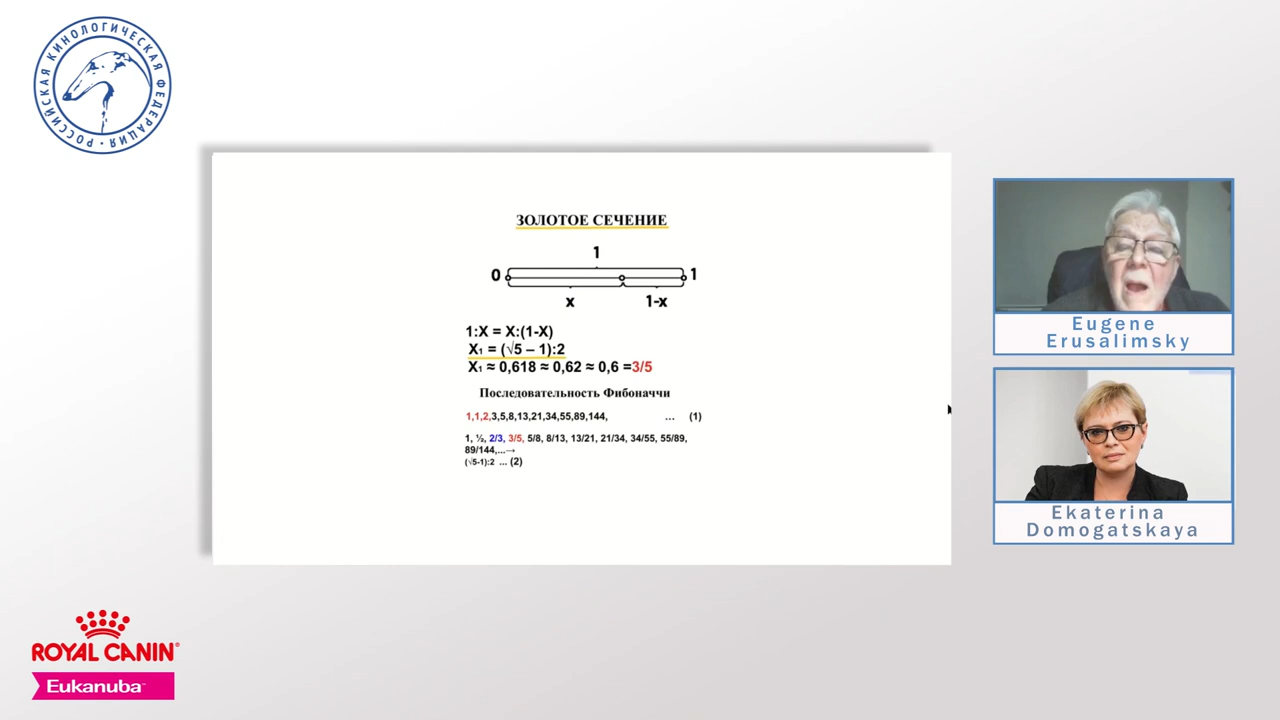 РОССИЙСКАЯ КИНОЛОГИЧЕСКАЯ ФЕДЕРАЦИЯ
ЗОЛОТОЕ СЕЧЕНИЕ
1
0
1
x
1-x
1:X = X:(1-X)
X₁ = (√5 – 1):2
X₁ ≈ 0,618 ≈ 0,62 ≈ 0,6 =3/5
Последовательность Фибоначчи
1,1,2,3,5,8,13,21,34,55,89,144, … (1)
1, ½, 2/3, 3/5, 5/8, 8/13, 13/21, 21/34, 34/55, 55/89,
89/144,...→
(√5-1):2 … (2)
Eugene
Erusalimsky
Ekaterina
Domogatskaya
ROYAL CANIN®
Eukanuba™